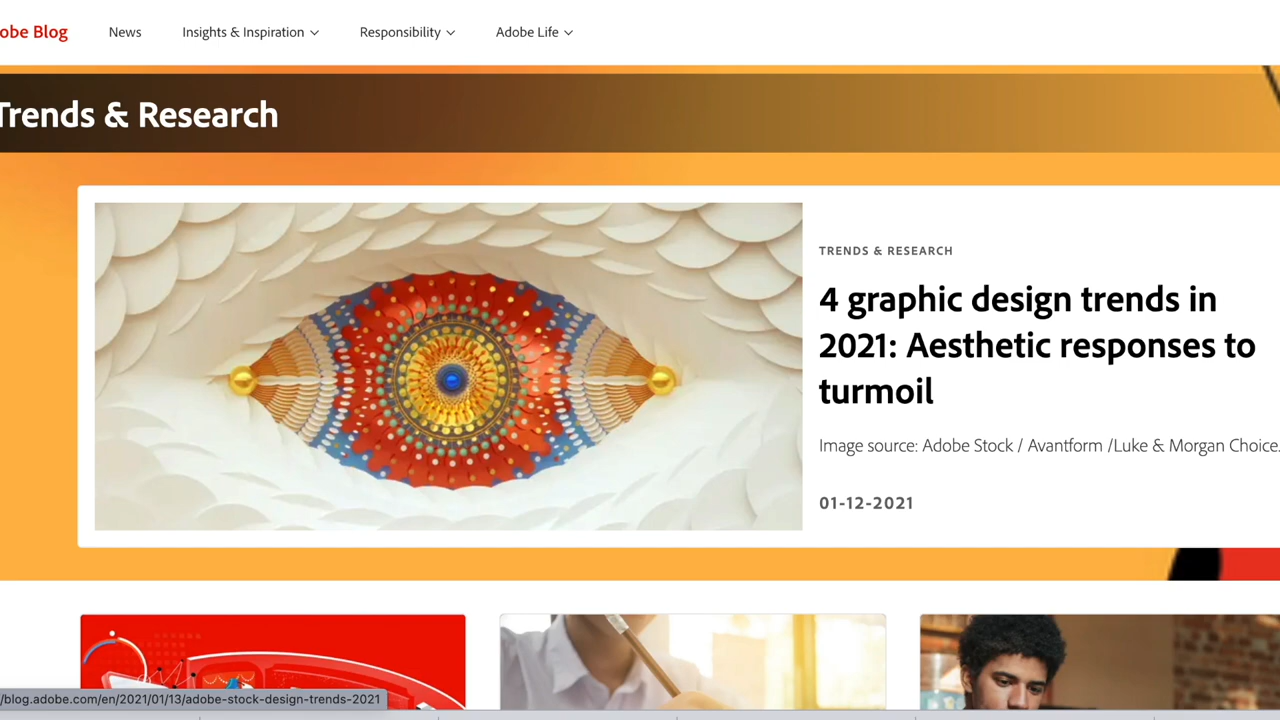 obe Blog
News
Insights & Inspiration
Responsibility
Adobe Life
Trends & Research
TRENDS & RESEARCH
4 graphic design trends in
2021: Aesthetic responses to
turmoil
Image source: Adobe Stock / Avantform /Luke & Morgan Choice.
01-12-2021
/blog.adobe.com/en/2021/01/13/adobe-stock-design-trends-2021